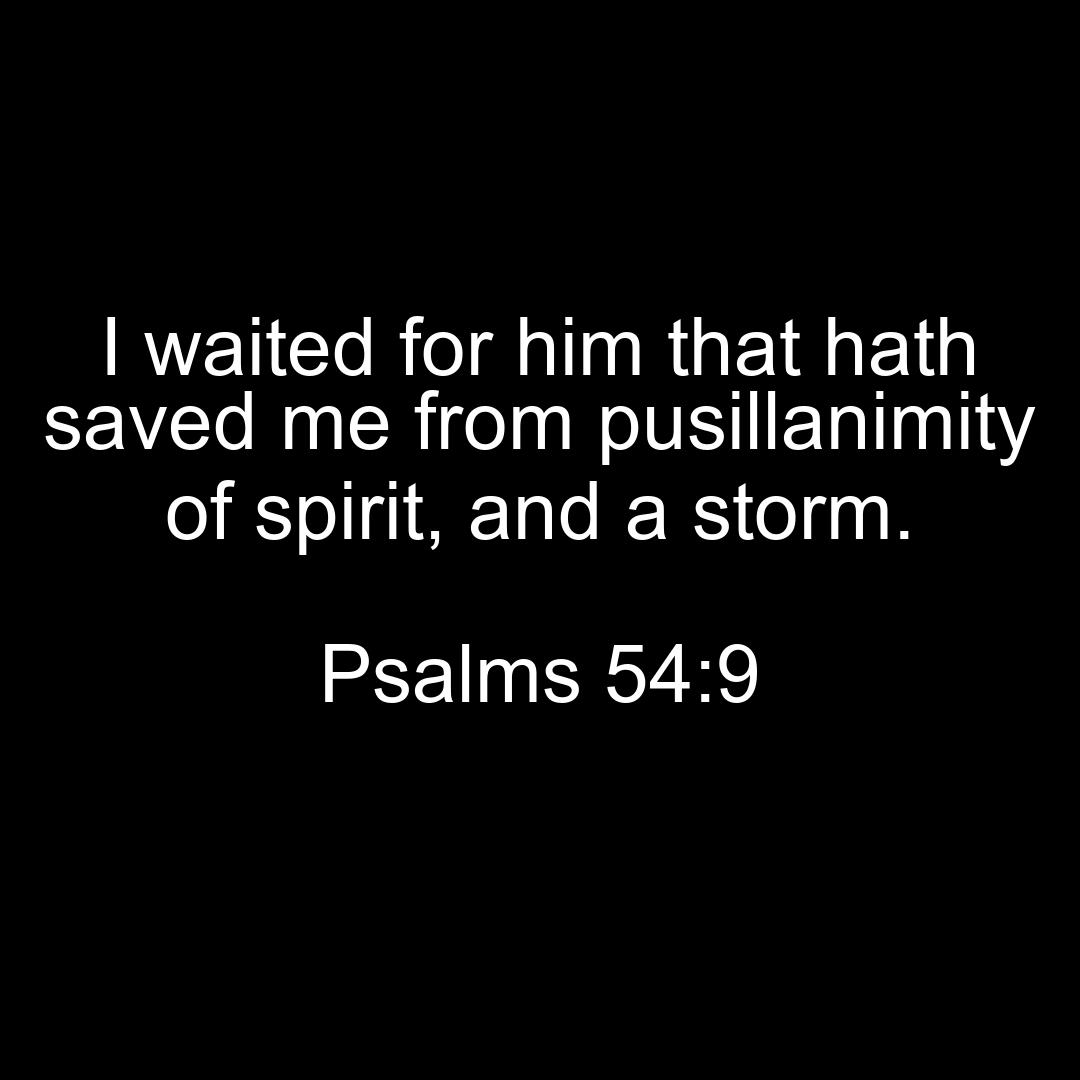 I waited for him that hath
saved me from pusillanimity
of spirit, and a storm.
Psalms 54:9